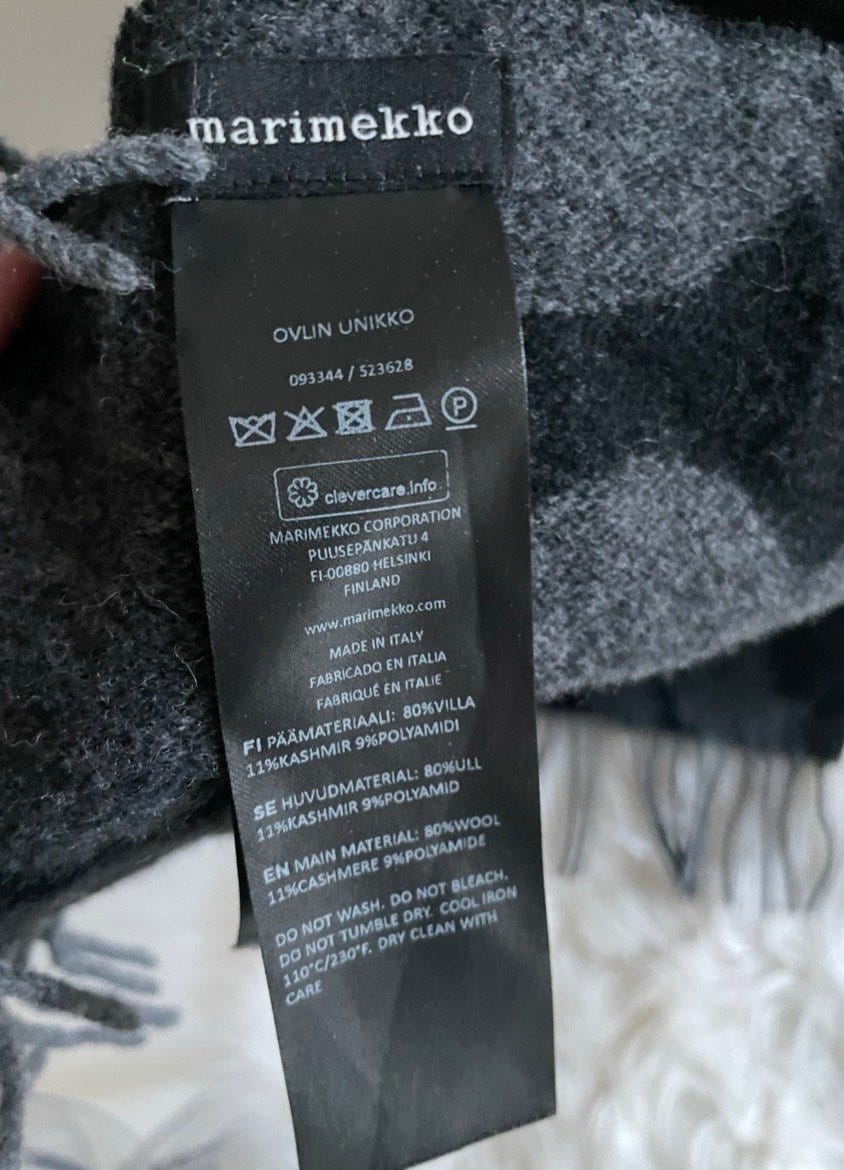 marimekko
OVLIN UNIKKO
093344 / 523628
P
clevercare.info
MARIMEKKO CORPORATION
PUUSEPÄNKATU 4
FI-00880 HELSINKI
FINLAND
www.marimekko.com
MADE IN ITALY
FABRICADO EN ITALIA
FABRIQUÉ EN ITALIE
FI PÄÄMATERIAALI: 80%VILLA
11%KASHMIR 9%POLYAMIDI
SE HUVUDMATERIAL: 80%ULL
11%KASHMIR 9%POLYAMID
EN MAIN MATERIAL: 80%WOOL
11%CASHMERE 9%POLYAMIDE
DO NOT WASH. DO NOT BLEACH.
DO NOT TUMBLE DRY. COOL IRON
110°C/230°F. DRY CLEAN WITH
CARE